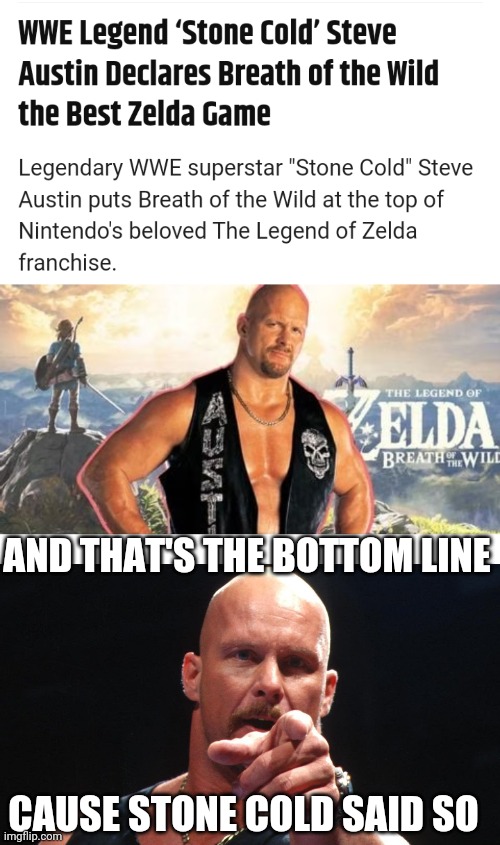 WWE Legend ‘Stone Cold’ Steve
Austin Declares Breath of the Wild
the Best Zelda Game
Legendary WWE superstar "Stone Cold" Steve
Austin puts Breath of the Wild at the top of
Nintendo's beloved The Legend of Zelda
franchise.
AUSTI
THE LEGEND OF
ZELDA
BREATH OF THE WILD
AND THAT'S THE BOTTOM LINE
CAUSE STONE COLD SAID SO
imgflip.com